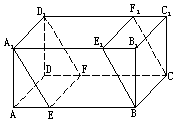 D₁ F₁ C₁
A₁ E₁ B₁
D F C
A E B